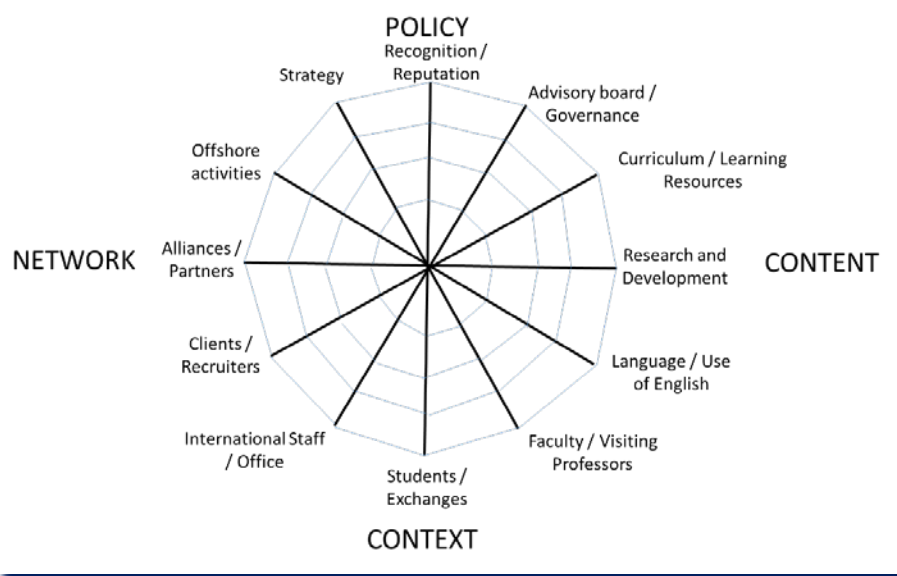 POLICY
Recognition /
Reputation
Strategy
Advisory board /
Governance
Offshore
activities
Curriculum / Learning
Resources
NETWORK
Alliances /
Partners
Research and
Development
CONTENT
Clients /
Recruiters
Language / Use
of English
International Staff
/ Office
Faculty / Visiting
Professors
Students /
Exchanges
CONTEXT